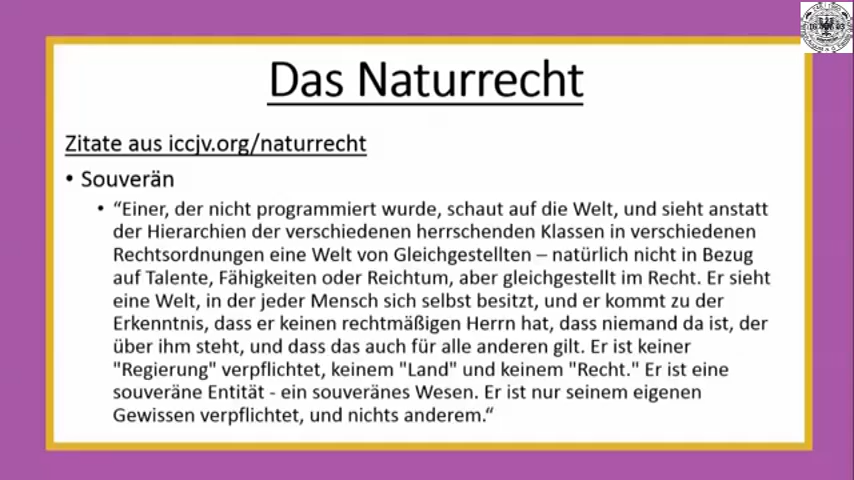 Das Naturrecht
Zitate aus iccjv.org/naturrecht
• Souverän
• “Einer, der nicht programmiert wurde, schaut auf die Welt, und sieht anstatt
der Hierarchien der verschiedenen herrschenden Klassen in verschiedenen
Rechtsordnungen eine Welt von Gleichgestellten – natürlich nicht in Bezug
auf Talente, Fähigkeiten oder Reichtum, aber gleichgestellt im Recht. Er sieht
eine Welt, in der jeder Mensch sich selbst besitzt, und er kommt zu der
Erkenntnis, dass er keinen rechtmäßigen Herrn hat, dass niemand da ist, der
über ihm steht, und dass das auch für alle anderen gilt. Er ist keiner
"Regierung" verpflichtet, keinem "Land" und keinem "Recht." Er ist eine
souveräne Entität - ein souveränes Wesen. Er ist nur seinem eigenen
Gewissen verpflichtet, und nichts anderem.“